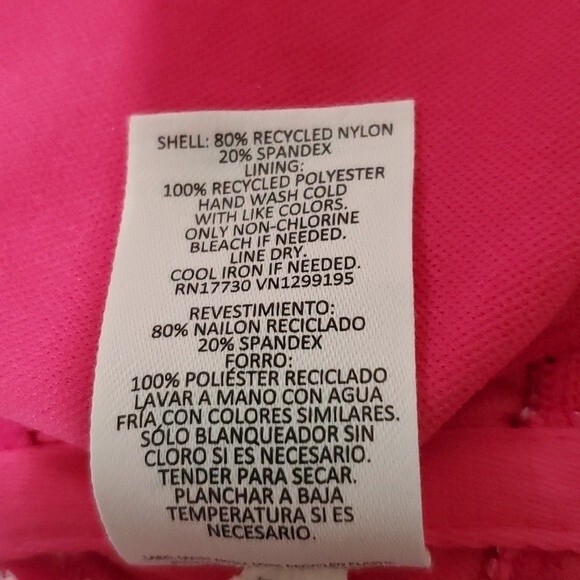 SHELL: 80% RECYCLED NYLON
20% SPANDEX
LINING:
100% RECYCLED POLYESTER
HAND WASH COLD
WITH LIKE COLORS.
ONLY NON-CHLORINE
BLEACH IF NEEDED.
LINE DRY.
COOL IRON IF NEEDED.
RN17730 VN1299195
REVESTIMIENTO:
80% NAILON RECICLADO
20% SPANDEX
FORRO:
100% POLIÉSTER RECICLADO
LAVAR A MANO CON AGUA
FRÍA CON COLORES SIMILARES.
SÓLO BLANQUEADOR SIN
CLORO SI ES NECESARIO.
TENDER PARA SECAR.
PLANCHAR A BAJA
TEMPERATURA SI ES
NECESARIO.